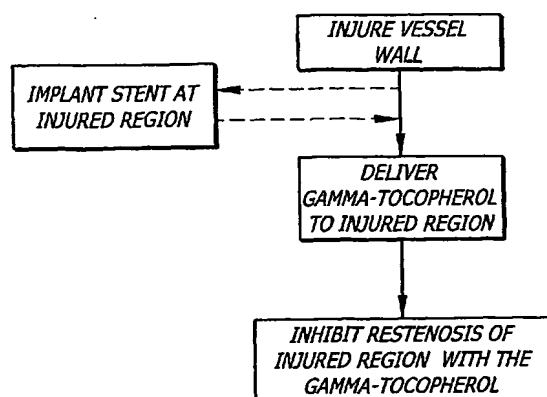 INJURE VESSEL
WALL
IMPLANT STENT AT
INJURED REGION
DELIVER
GAMMA-TOCOPHEROL
TO INJURED REGION
INHIBIT RESTENOSIS OF
INJURED REGION WITH THE
GAMMA-TOCOPHEROL